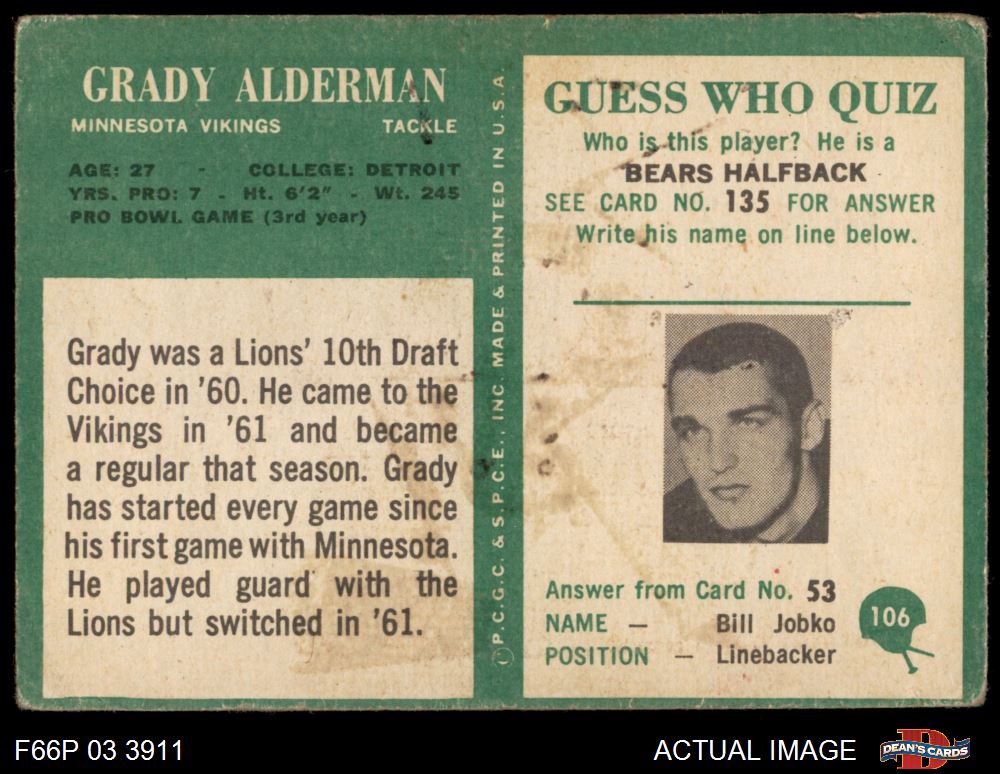 GRADY ALDERMAN
MINNESOTA VIKINGS TACKLE
AGE: 27 - COLLEGE: DETROIT
YRS. PRO: 7 - Ht. 6'2" - Wt. 245
PRO BOWL GAME (3rd year)
Grady was a Lions' 10th Draft
Choice in '60. He came to the
Vikings in '61 and became
a regular that season. Grady
has started every game since
his first game with Minnesota.
He played guard with the
Lions but switched in '61.
© P.C.G.C. & S.P.C.E., INC. MADE & PRINTED IN U.S.A.
GUESS WHO QUIZ
Who is this player? He is a
BEARS HALFBACK
SEE CARD NO. 135 FOR ANSWER
Write his name on line below.
Answer from Card No. 53
NAME — Bill Jobko
POSITION — Linebacker
106
F66P 03 3911
ACTUAL IMAGE
DEAN'S CARDS